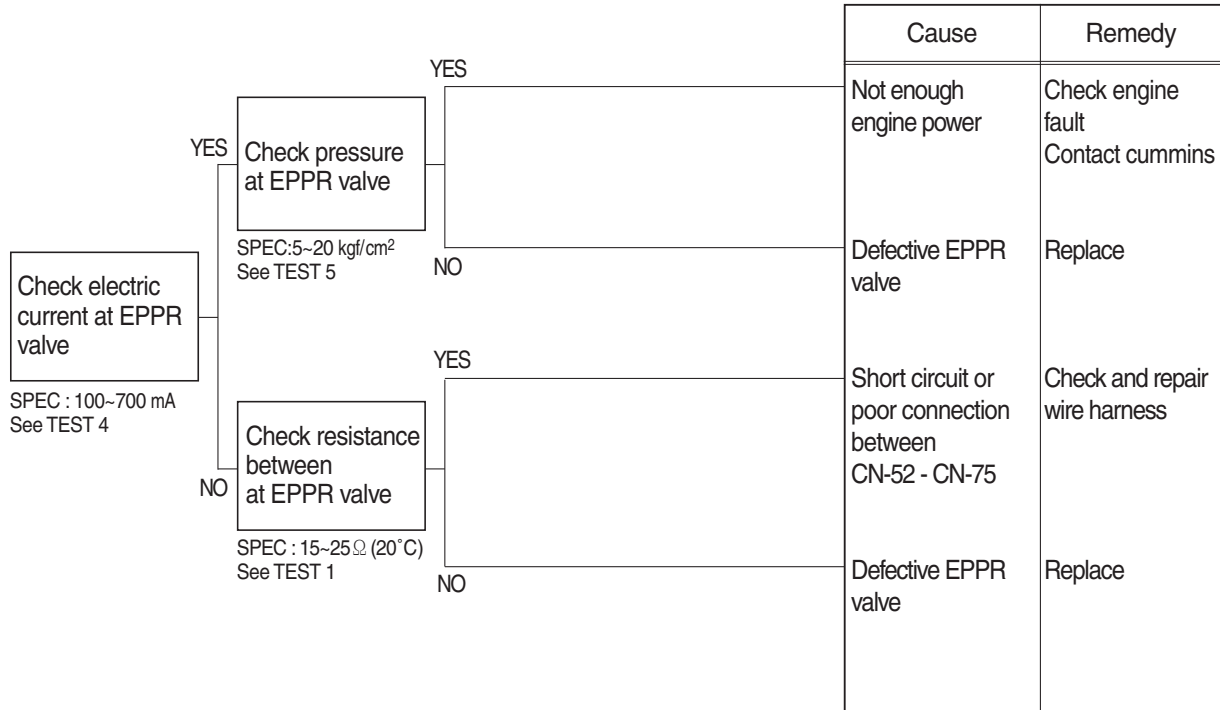 Cause
Remedy
YES
Not enough
engine power
Check engine
fault
Contact cummins
YES
Check pressure
at EPPR valve
SPEC:5~20 kgf/cm²
See TEST 5
NO
Defective EPPR
valve
Replace
Check electric
current at EPPR
valve
SPEC : 100~700 mA
See TEST 4
YES
Short circuit or
poor connection
between
CN-52 - CN-75
Check and repair
wire harness
NO
Check resistance
between
at EPPR valve
SPEC : 15~25Ω (20˚C)
See TEST 1
NO
Defective EPPR
valve
Replace